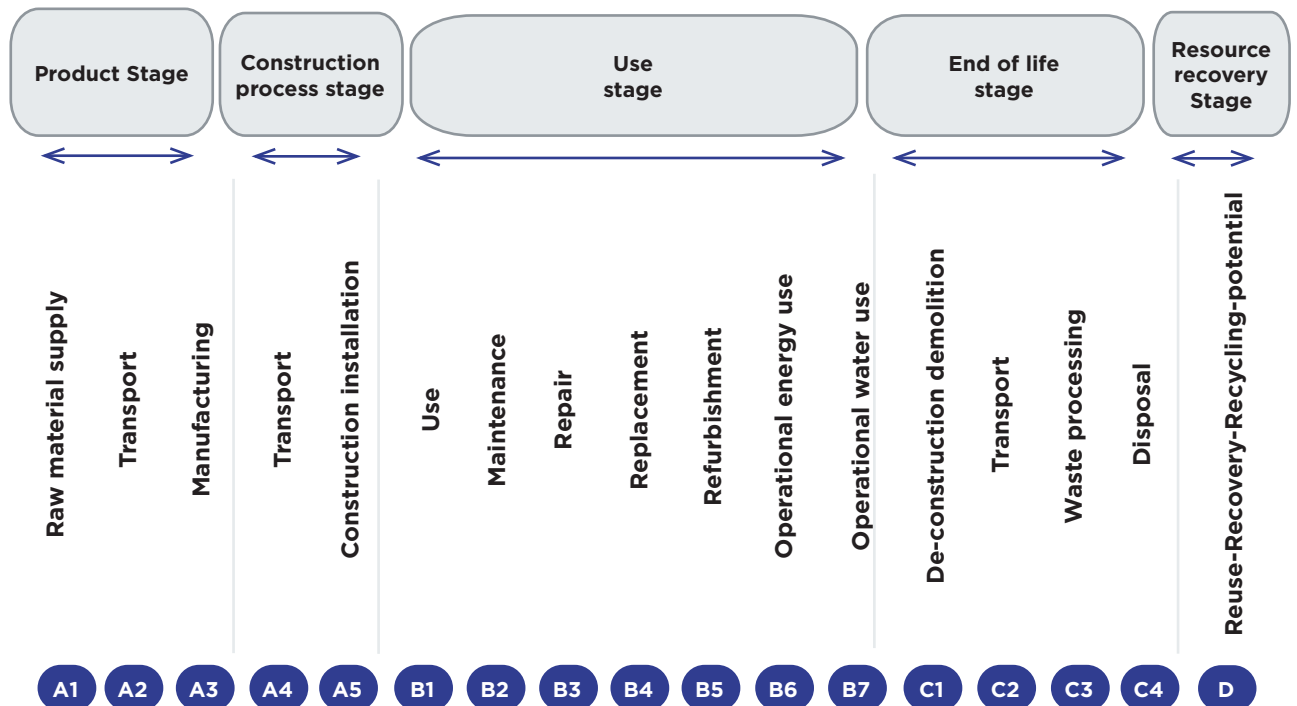 Product Stage
Construction
process stage
Use
stage
End of life
stage
Resource
recovery
Stage
Raw material supply
Transport
Manufacturing
Transport
Construction installation
Use
Maintenance
Repair
Replacement
Refurbishment
Operational energy use
Operational water use
De-construction demolition
Transport
Waste processing
Disposal
Reuse-Recovery-Recycling-potential
A1
A2
A3
A4
A5
B1
B2
B3
B4
B5
B6
B7
C1
C2
C3
C4
D